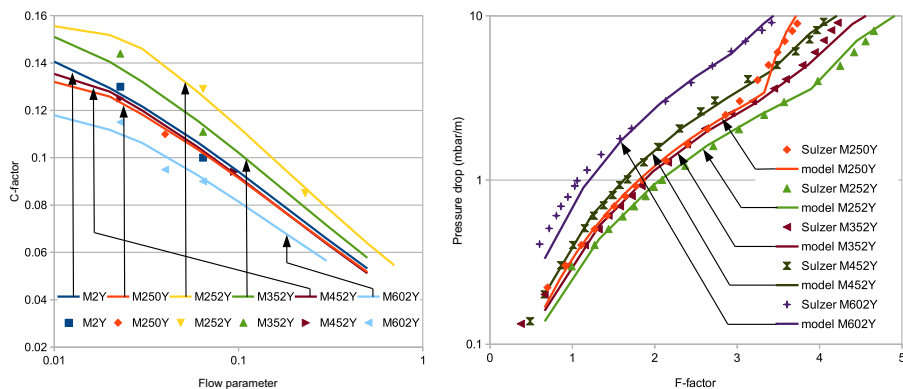 0.16
0.14
0.12
0.1
0.08
0.06
0.04
0.02
C-factor
M2Y M250Y M252Y M352Y M452Y M602Y
M2Y M250Y M252Y M352Y M452Y M602Y
0.01 0.1 1
Flow parameter
10
1
0.1
Pressure drop (mbar/m)
Sulzer M250Y
model M250Y
Sulzer M252Y
model M252Y
Sulzer M352Y
model M352Y
Sulzer M452Y
model M452Y
Sulzer M602Y
model M602Y
0 1 2 3 4 5
F-factor